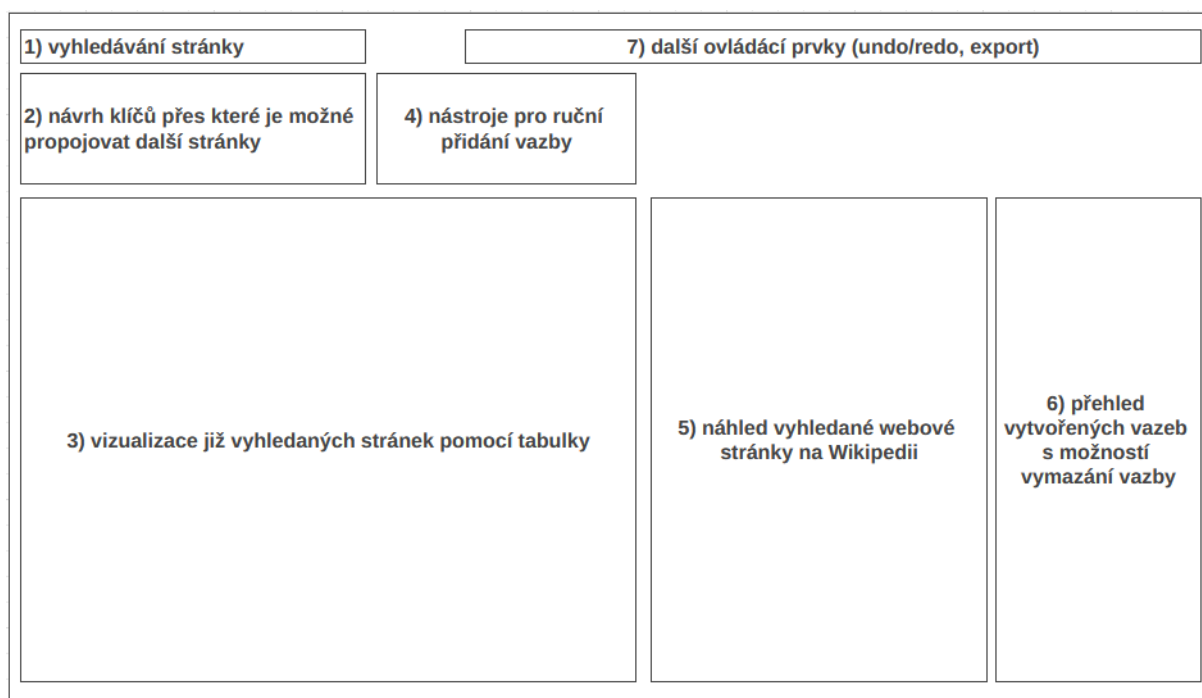 1) vyhledávání stránky
7) další ovládácí prvky (undo/redo, export)
2) návrh klíčů přes které je možné
propojovat další stránky
4) nástroje pro ruční
přidání vazby
3) vizualizace již vyhledaných stránek pomocí tabulky
5) náhled vyhledané webové
stránky na Wikipedii
6) přehled
vytvořených vazeb
s možností
vymazání vazby